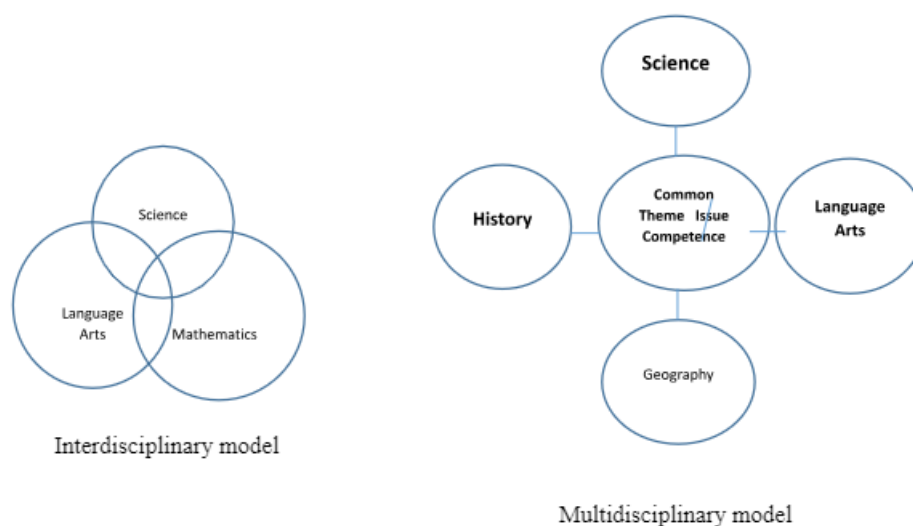 Science
Language
Arts
Mathematics
Interdisciplinary model
Science
History
Common
Theme Issue
Competence
Language
Arts
Geography
Multidisciplinary model